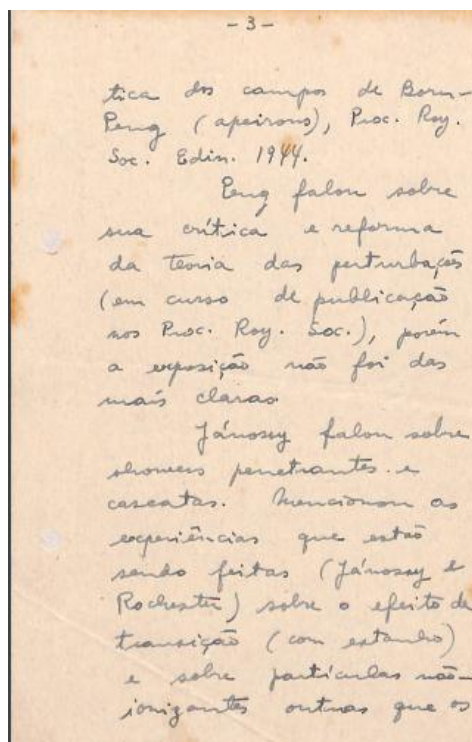 - 3 -
tica dos campos de Born-
Peng (apeirons), Proc. Roy.
Soc. Edin. 1944.
Peng falou sobre
sua crítica e reforma
da teoria das perturbações
(em curso de publicação
nos Proc. Roy. Soc.), porém
a exposição não foi das
mais claras.
Jánossy falou sobre
showers penetrantes e
cascatas. Mencionou as
experiências que estão
sendo feitas (Jánossy e
Rochester) sobre o efeito de
transição (com estanho)
e sobre partículas não-
ionizantes outras que os